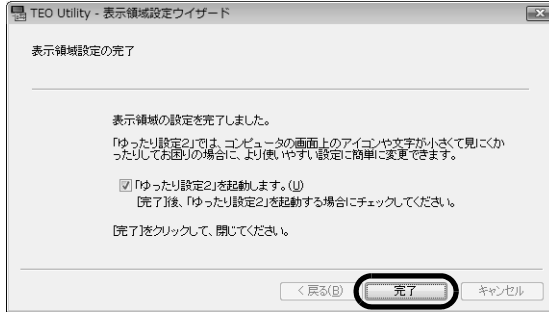 TEO Utility - 表示領域設定ウィザード
表示領域設定の完了
表示領域の設定を完了しました。
「ゆったり設定2」では、コンピュータの画面上のアイコンや文字が小さくて見にくか
ったりしてお困りの場合に、より使いやすい設定に簡単に変更できます。
「ゆったり設定2」を起動します。(U)
[完了]後、「ゆったり設定2」を起動する場合にチェックしてください。
[完了]をクリックして、閉じてください。
< 戻る(B) 完了 キャンセル